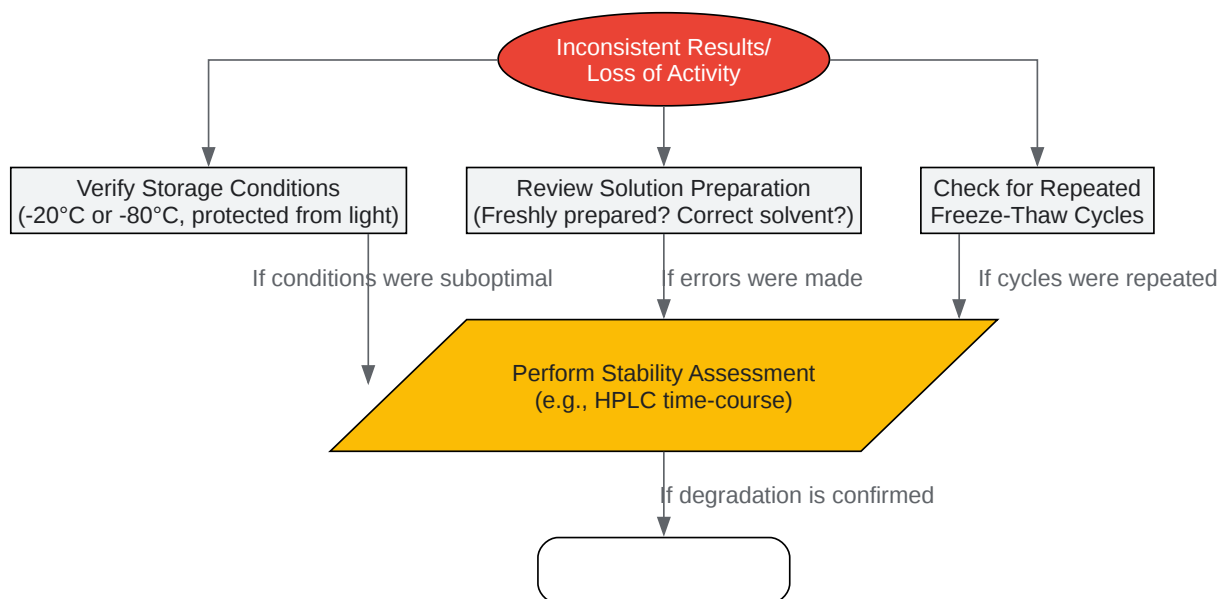 Inconsistent Results/
Loss of Activity
Verify Storage Conditions
(-20°C or -80°C, protected from light)
Review Solution Preparation
(Freshly prepared? Correct solvent?)
Check for Repeated
Freeze-Thaw Cycles
If conditions were suboptimal
If errors were made
If cycles were repeated
Perform Stability Assessment
(e.g., HPLC time-course)
If degradation is confirmed